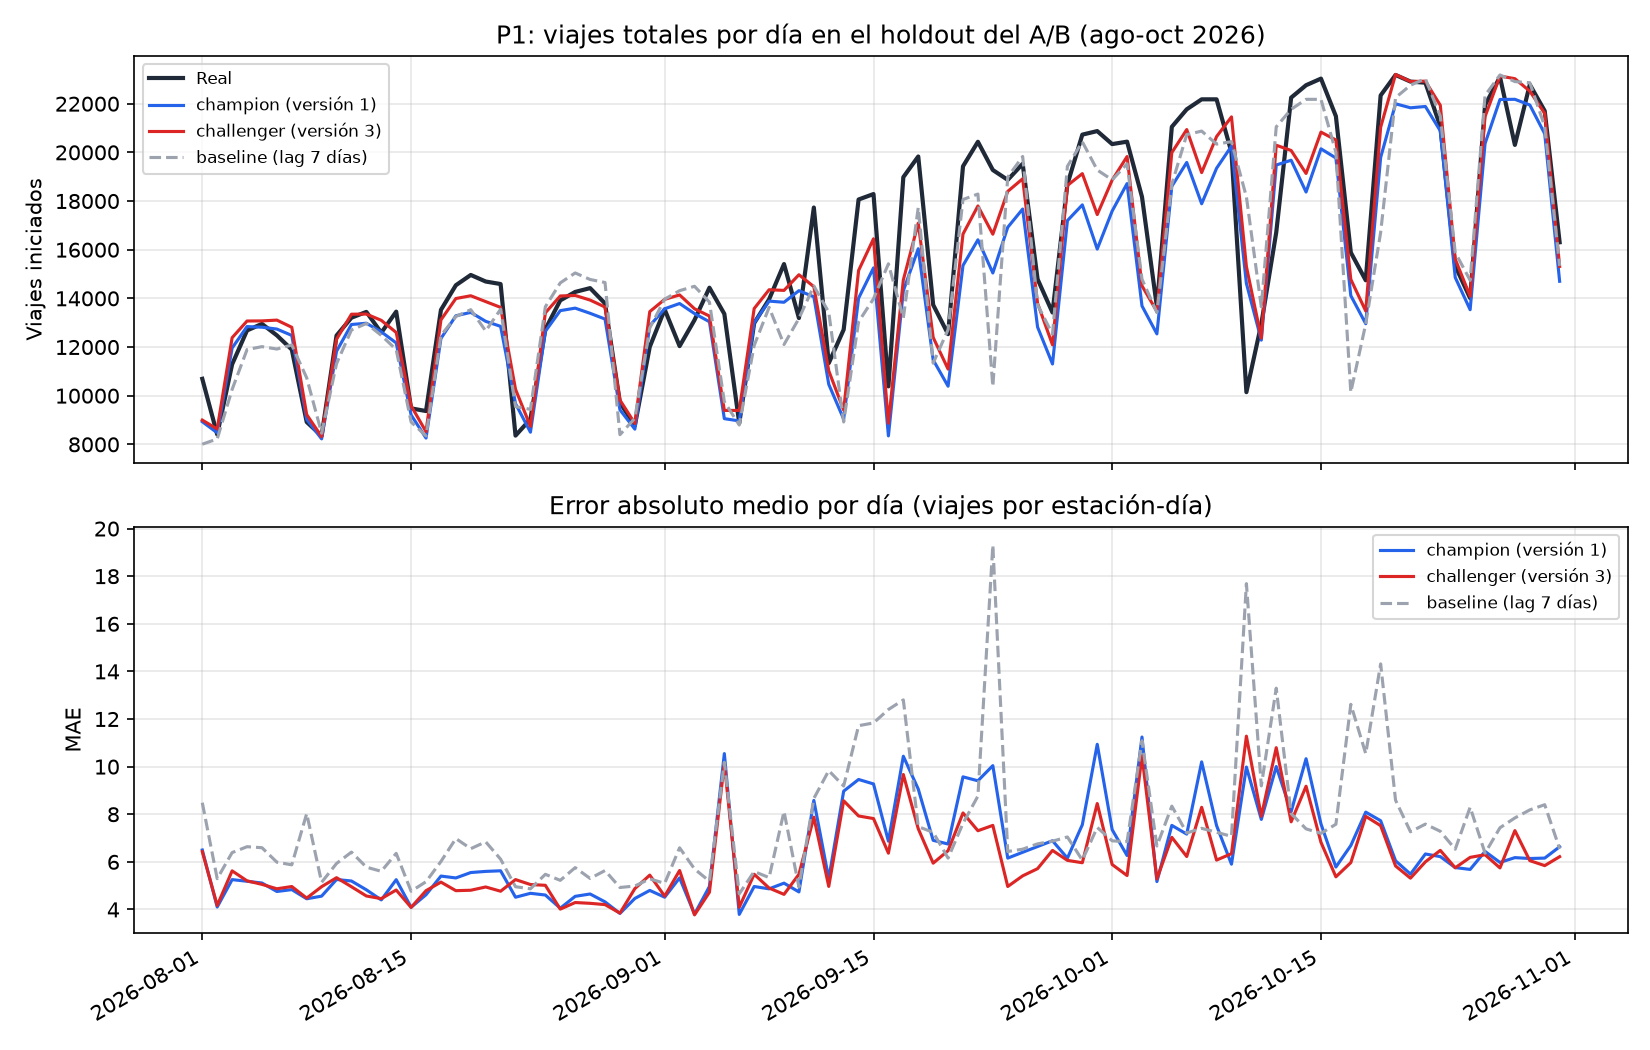 P1: viajes totales por día en el holdout del A/B (ago-oct 2026)
Real
champion (versión 1)
challenger (versión 3)
baseline (lag 7 días)
Viajes iniciados
22000
20000
18000
16000
14000
12000
10000
8000
Error absoluto medio por día (viajes por estación-día)
champion (versión 1)
challenger (versión 3)
baseline (lag 7 días)
MAE
20
18
16
14
12
10
8
6
4
2026-08-01
2026-08-15
2026-09-01
2026-09-15
2026-10-01
2026-10-15
2026-11-01